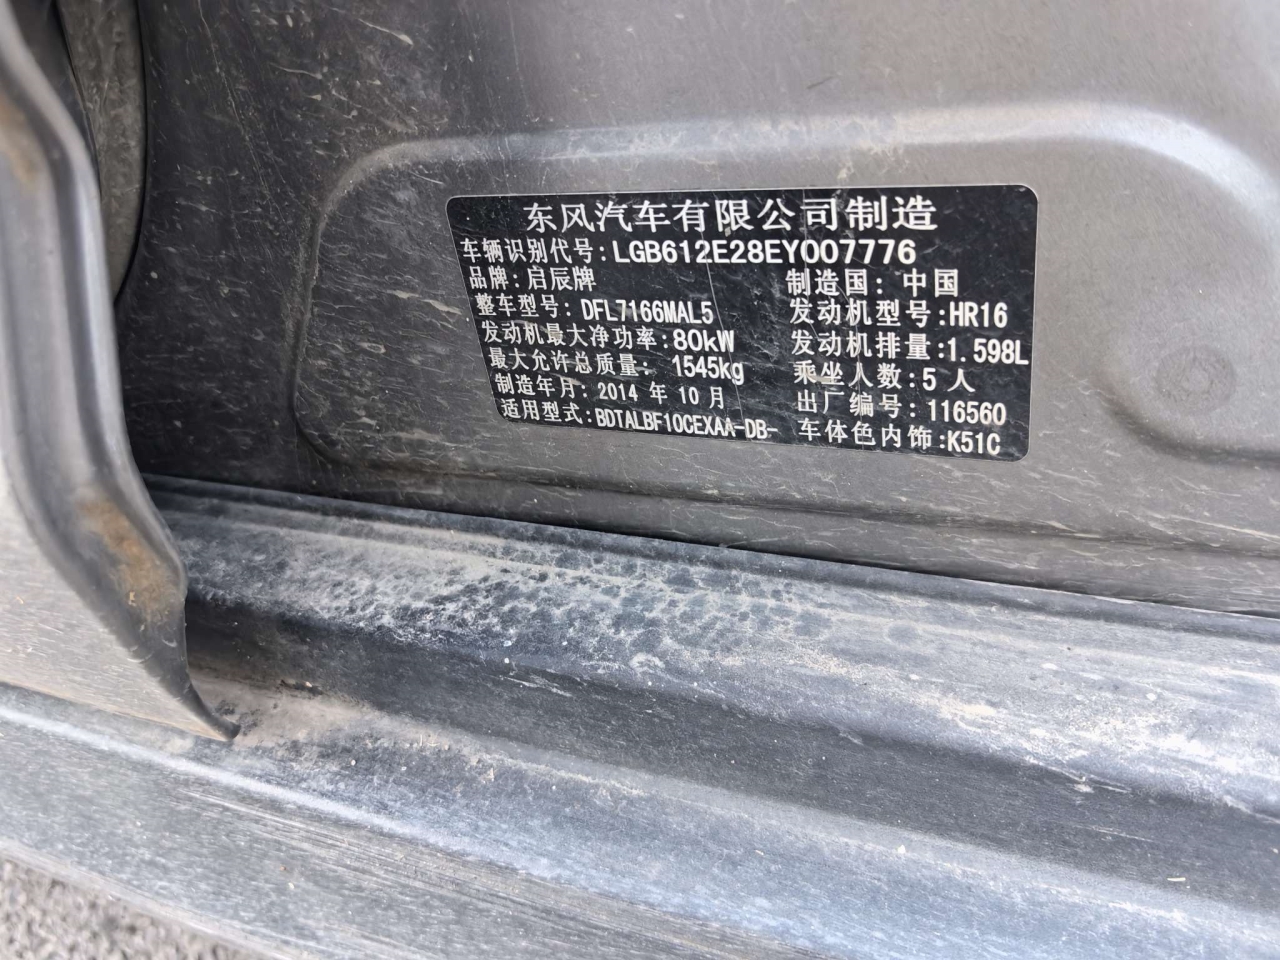 东风汽车有限公司制造
车辆识别代号:LGB612E28EY007776
品牌:启辰牌 制造国:中国
整车型号:DFL7166MAL5 发动机型号:HR16
发动机最大净功率:80kW 发动机排量:1.598L
最大允许总质量:1545kg 乘坐人数:5人
制造年月:2014年10月 出厂编号:116560
适用型式:BDTALBF10CEXAA-DB- 车体色内饰:K51C